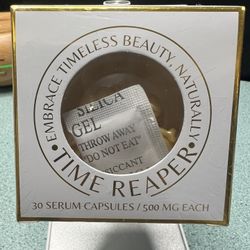 • EMBRACE TIMELESS BEAUTY, NATURALLY •
SILICA
GEL
THROW AWAY
"DO NOT EAT"
SICCANT
TIME REAPER
30 SERUM CAPSULES / 500 MG EACH